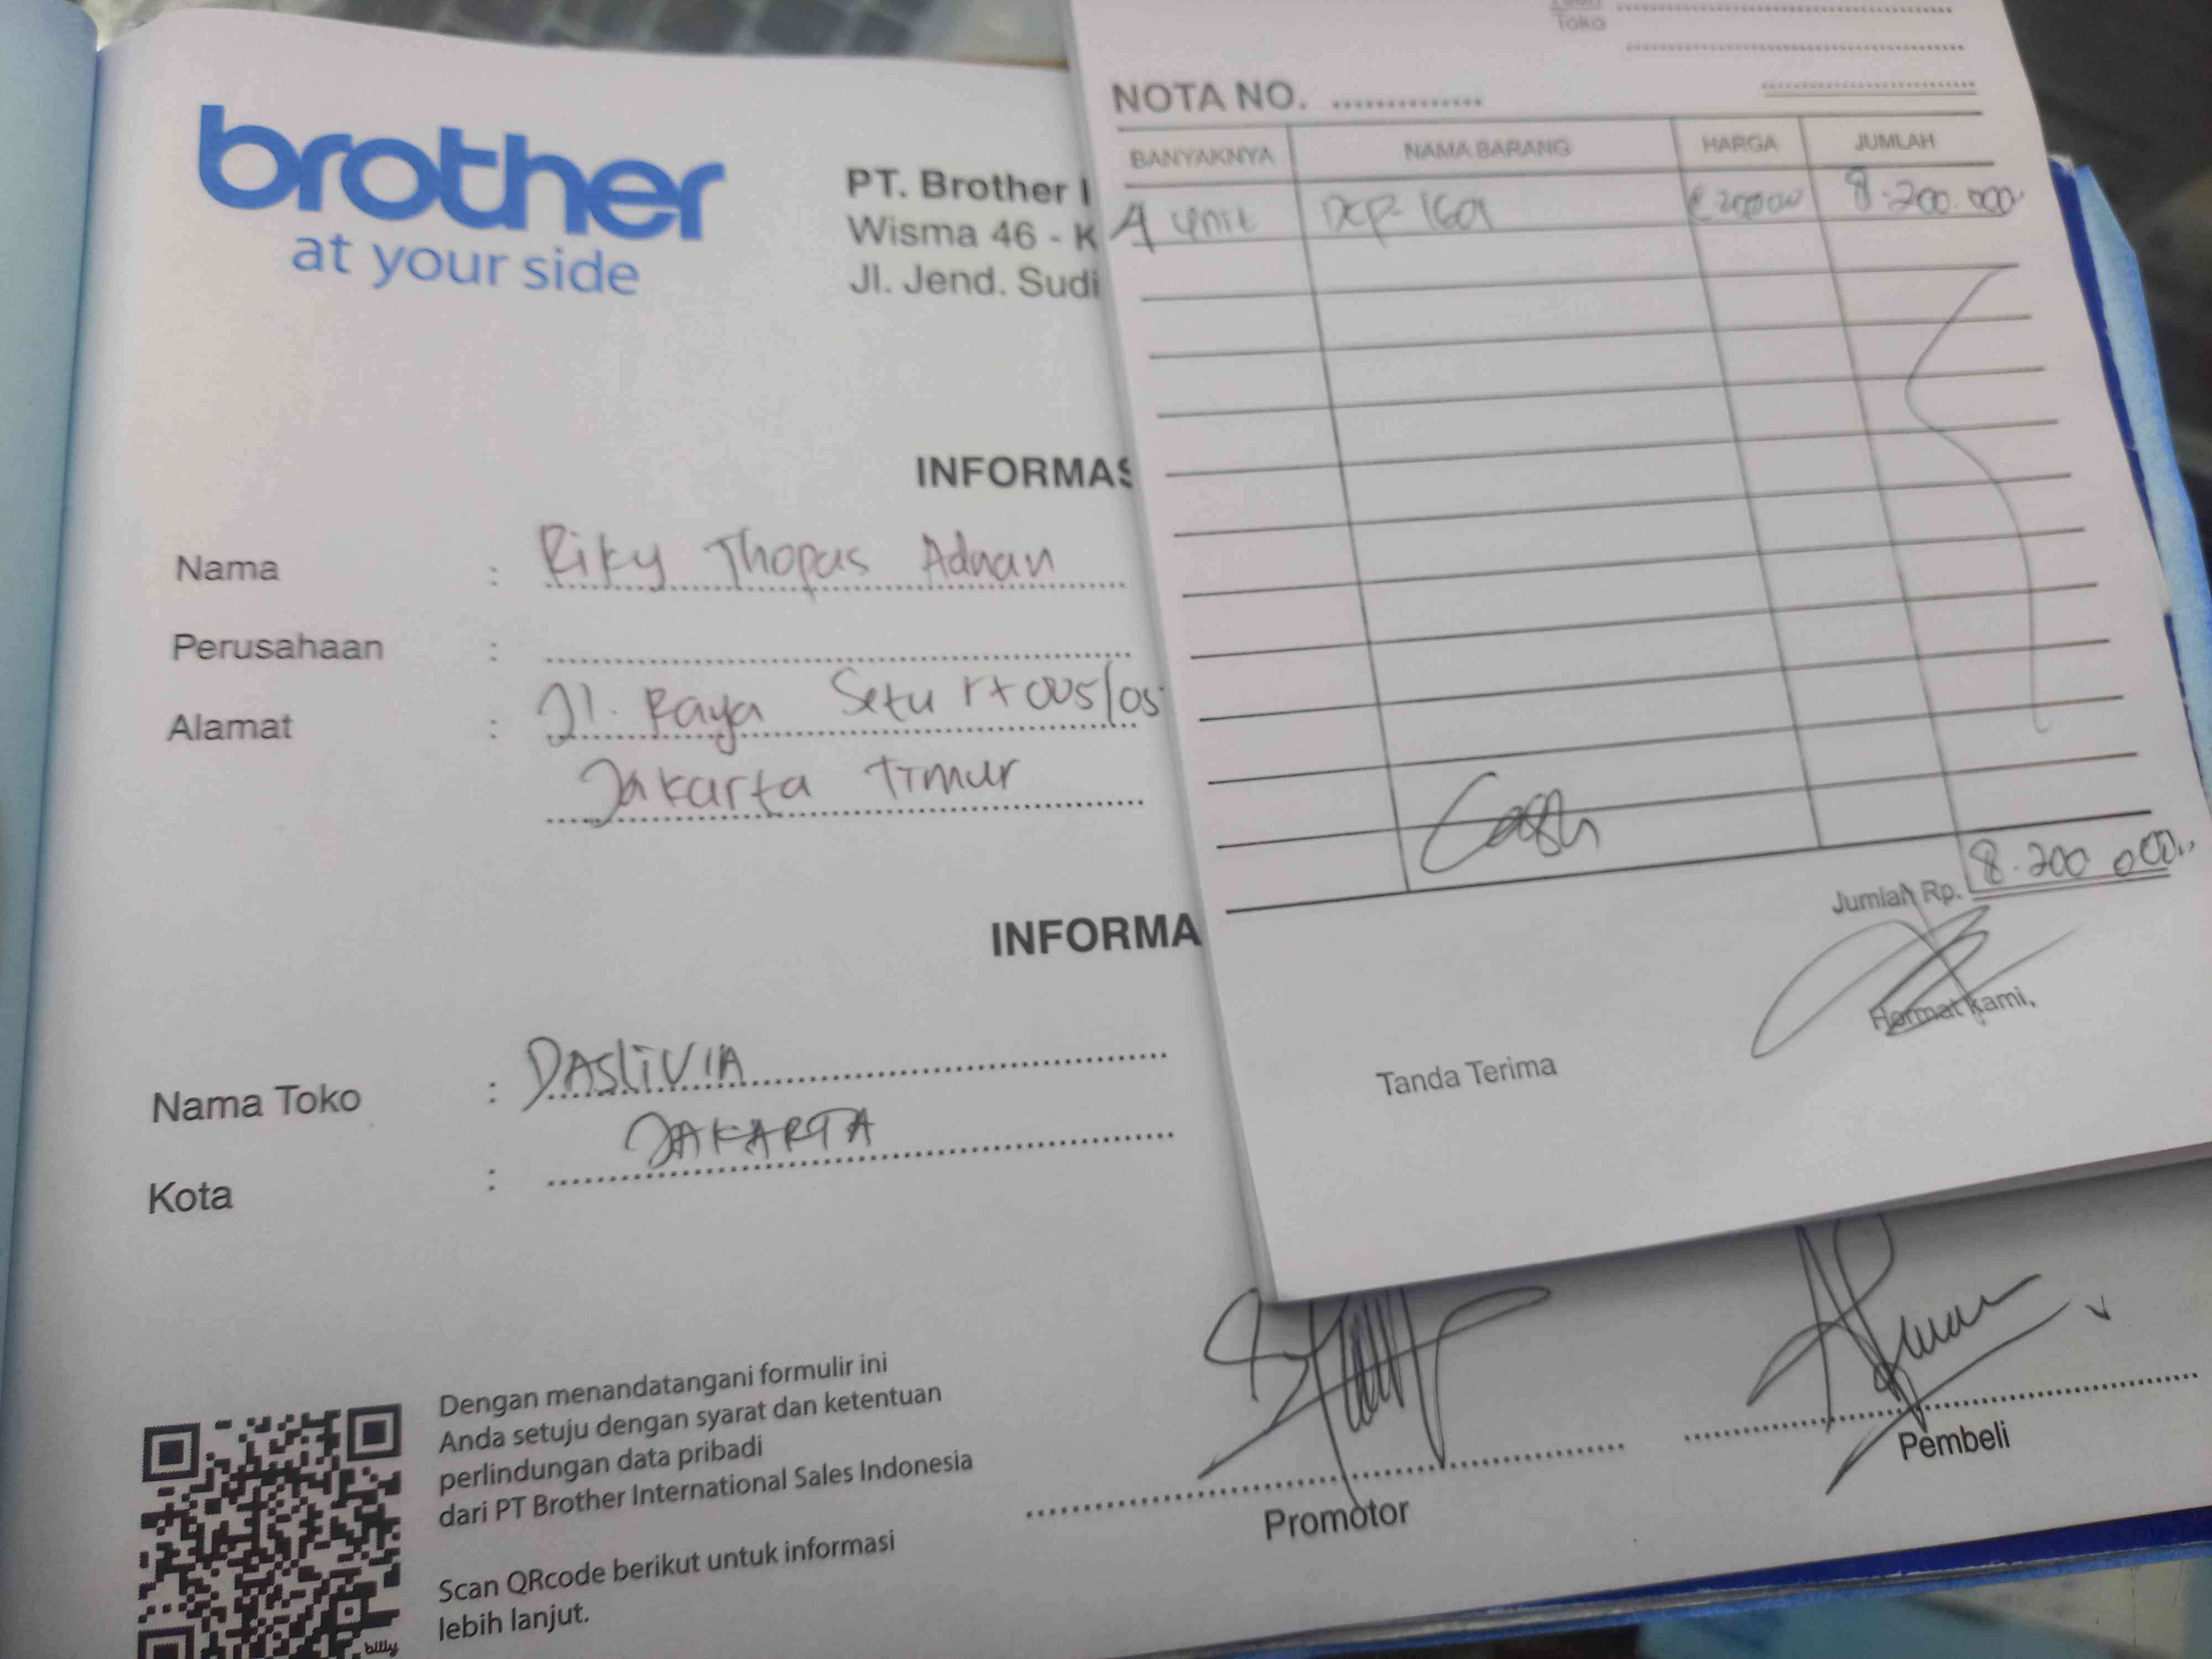 brother
at your side
PT. Brother I
Wisma 46 - K
Jl. Jend. Sudi
INFORMAS
Nama : Riky Thopas Adnan
Perusahaan :
Alamat : Jl. Raya Setu rt 005/05
Jakarta Timur
INFORMA
Nama Toko : DASLIVIA
Kota : JAKARTA
Dengan menandatangani formulir ini
Anda setuju dengan syarat dan ketentuan
perlindungan data pribadi
dari PT Brother International Sales Indonesia
Scan QRcode berikut untuk informasi
lebih lanjut.
billy
Promotor
Pembeli
Toko
NOTA NO.
BANYAKNYA NAMA BARANG HARGA JUMLAH
unit DCP- 8.200.000
Cash
Jumlah Rp. 8.200 000
Tanda Terima
Hormat kami,